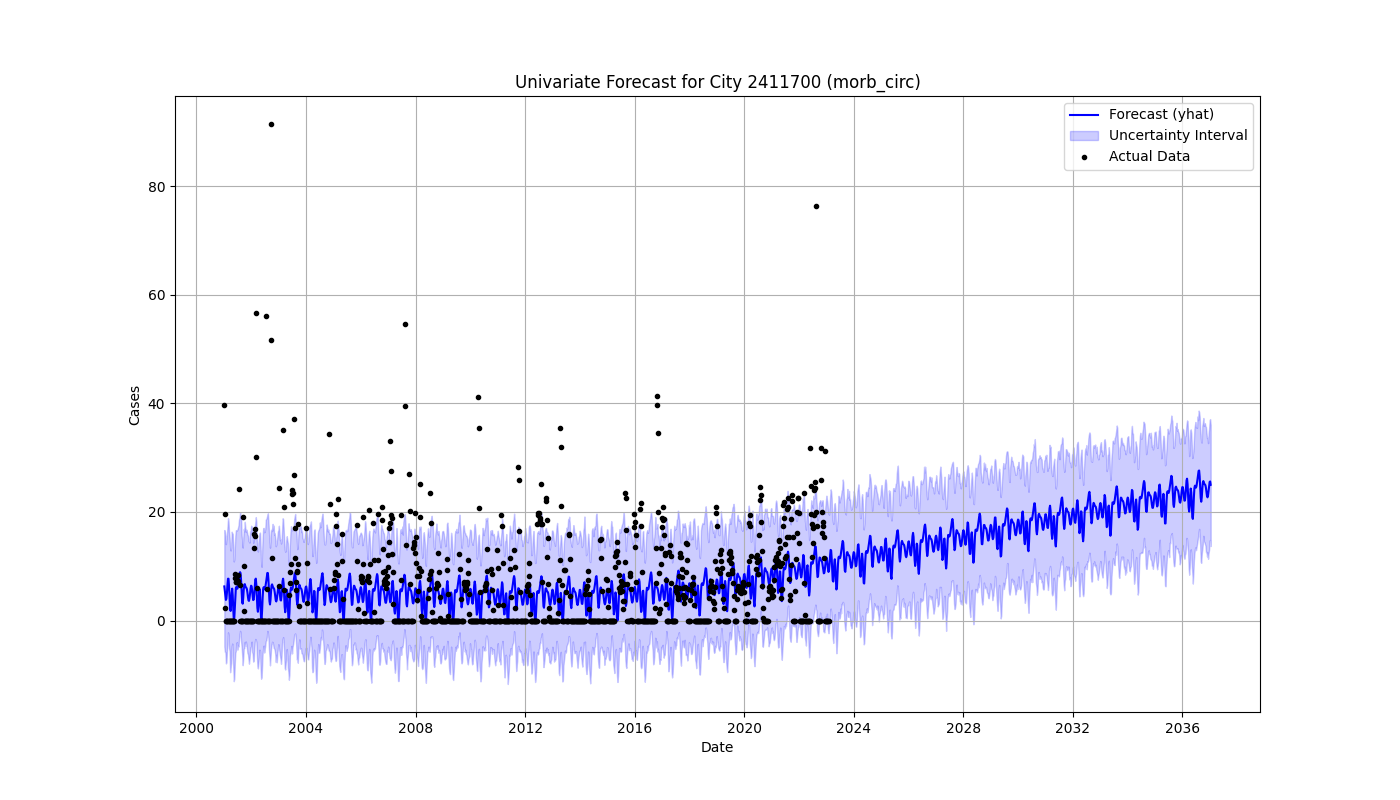 Univariate Forecast for City 2411700 (morb_circ)
Forecast (yhat)
Uncertainty Interval
Actual Data
Cases
80
60
40
20
0
2000 2004 2008 2012 2016 2020 2024 2028 2032 2036
Date